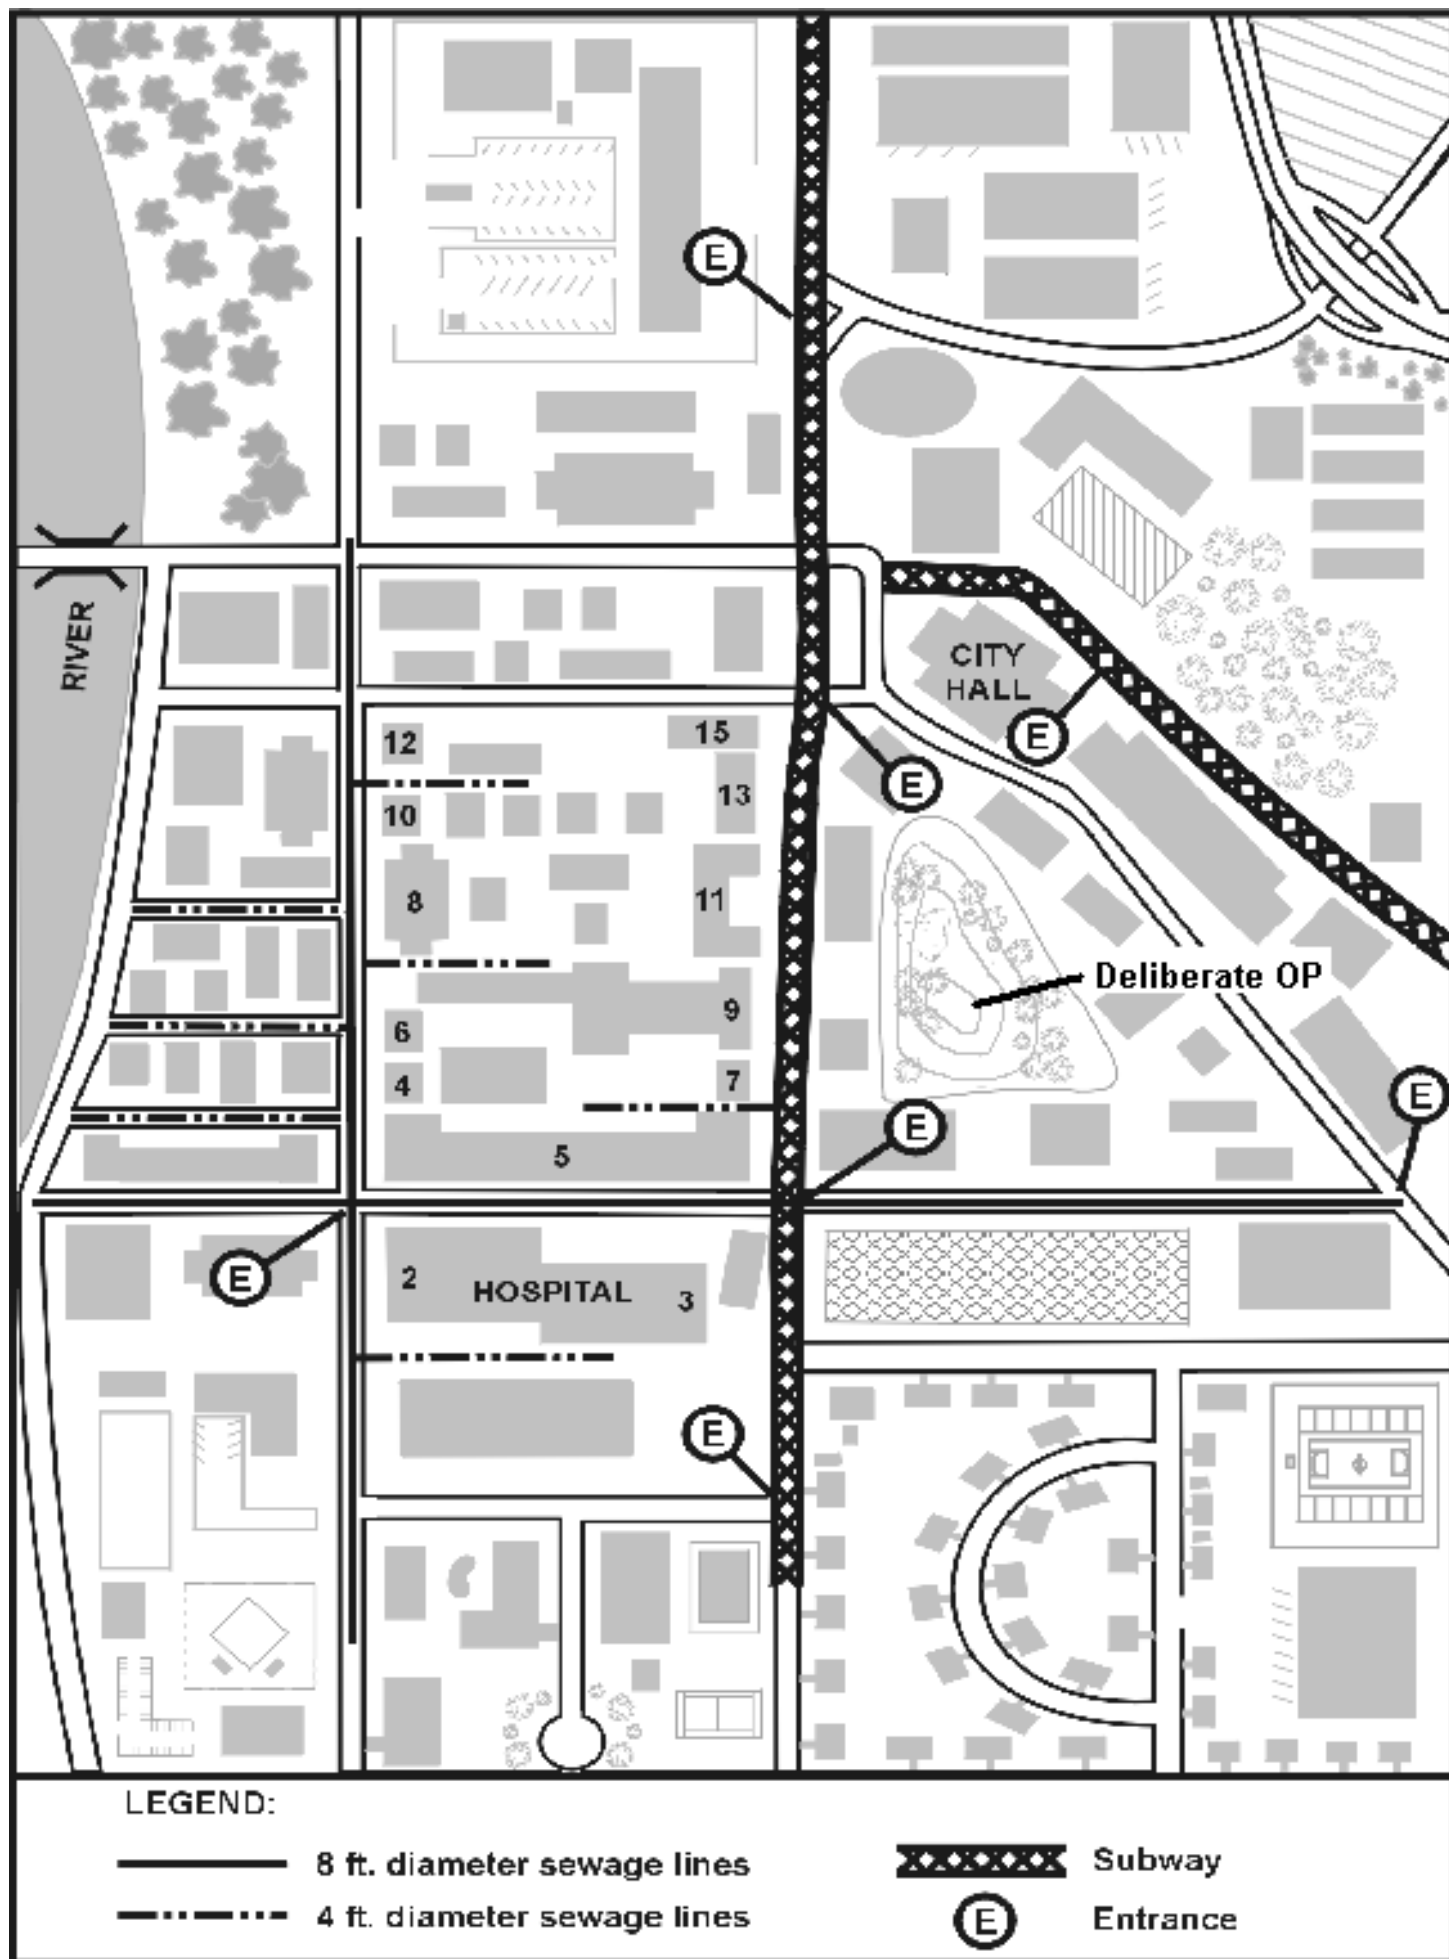 E
RIVER
CITY
HALL
E
12
15
E
10
13
8
11
Deliberate OP
9
6
4
7
E
E
5
E
2
HOSPITAL
3
E
LEGEND:
8 ft. diameter sewage lines
Subway
4 ft. diameter sewage lines
E
Entrance